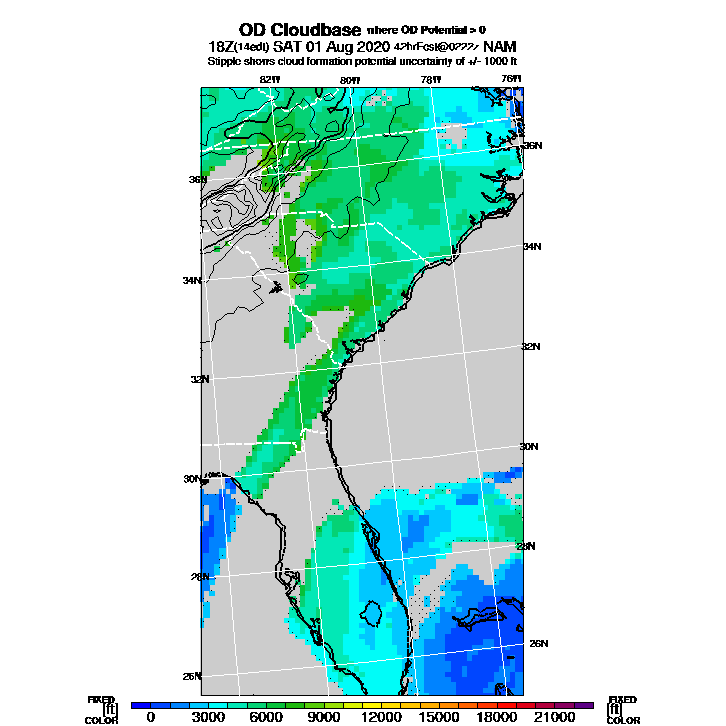 OD Cloudbase where OD Potential > 0
18Z(14edt) SAT 01 Aug 2020 42hrFcst@0222z NAM
Stipple shows cloud formation potential uncertainty of +/- 1000 ft
82W 80W 78W 76W
36N 36N
34N 34N
32N 32N
30N 30N
28N 28N
26N 26N
FIXED [ft] COLOR
0 3000 6000 9000 12000 15000 18000 21000
FIXED [ft] COLOR